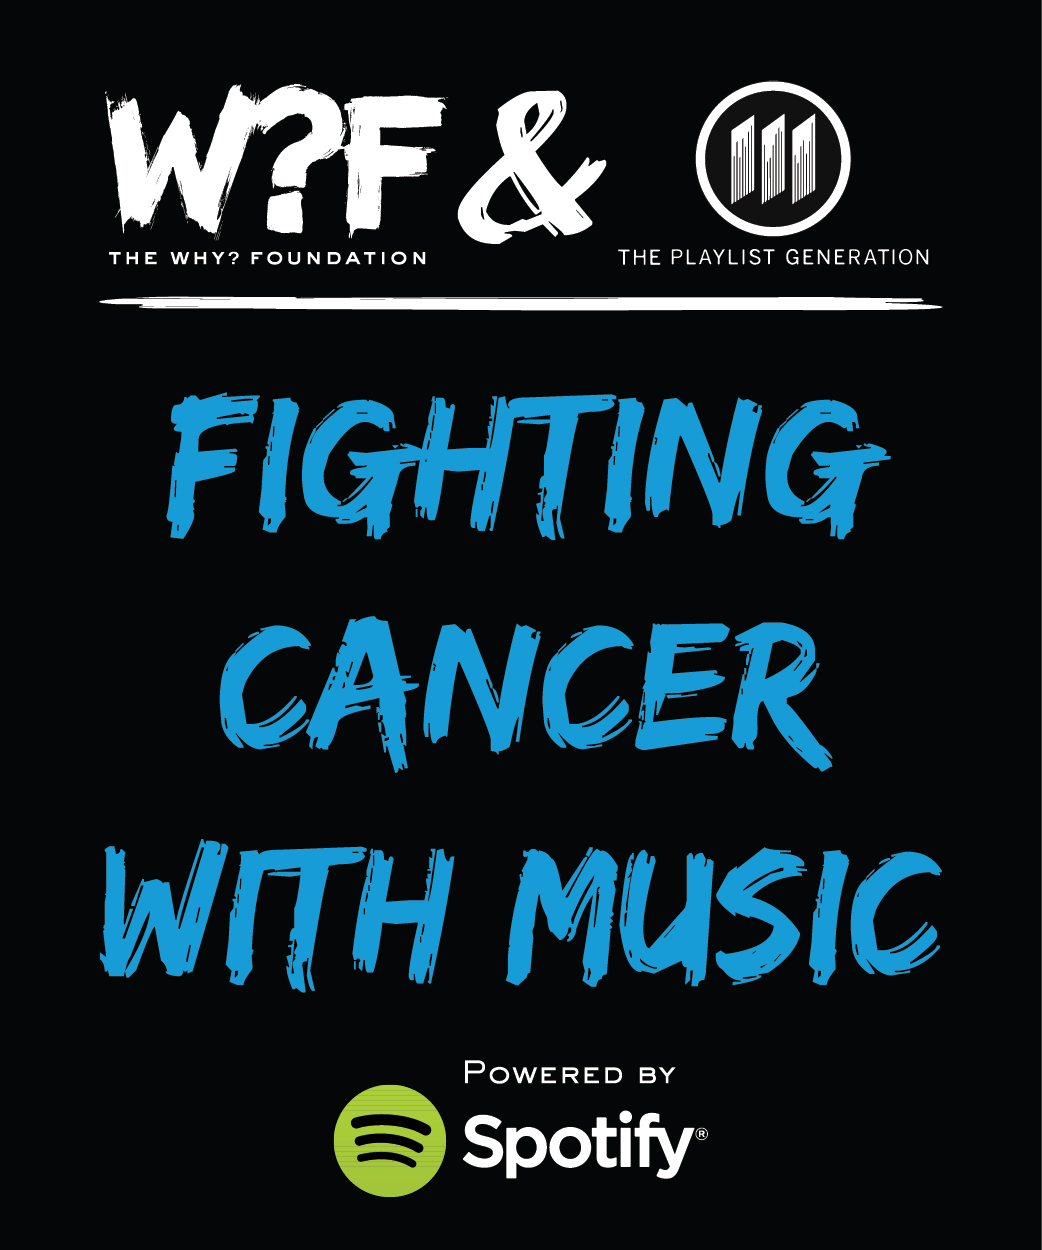 W?F &
THE WHY? FOUNDATION
THE PLAYLIST GENERATION
FIGHTING
CANCER
WITH MUSIC
POWERED BY
Spotify®